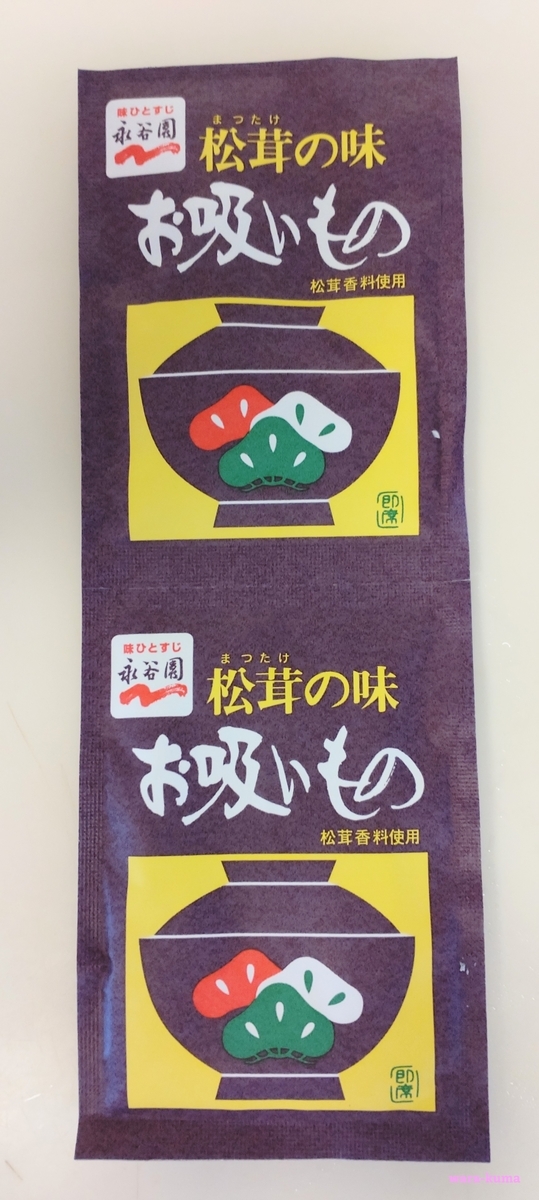 味ひとすじ
永谷園
まつたけ
松茸の味
お吸いもの
松茸香料使用
即席
味ひとすじ
永谷園
まつたけ
松茸の味
お吸いもの
松茸香料使用
即席